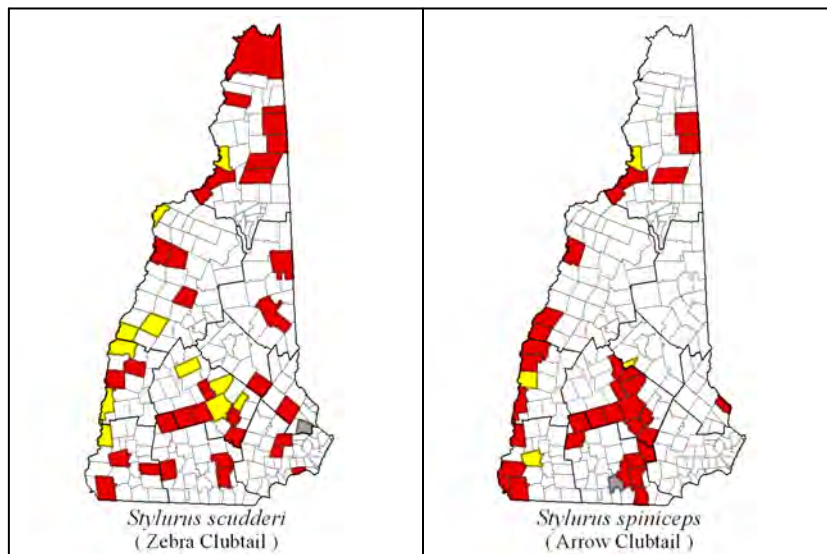 Stylurus scudderi
( Zebra Clubtail )
Stylurus spiniceps
( Arrow Clubtail )